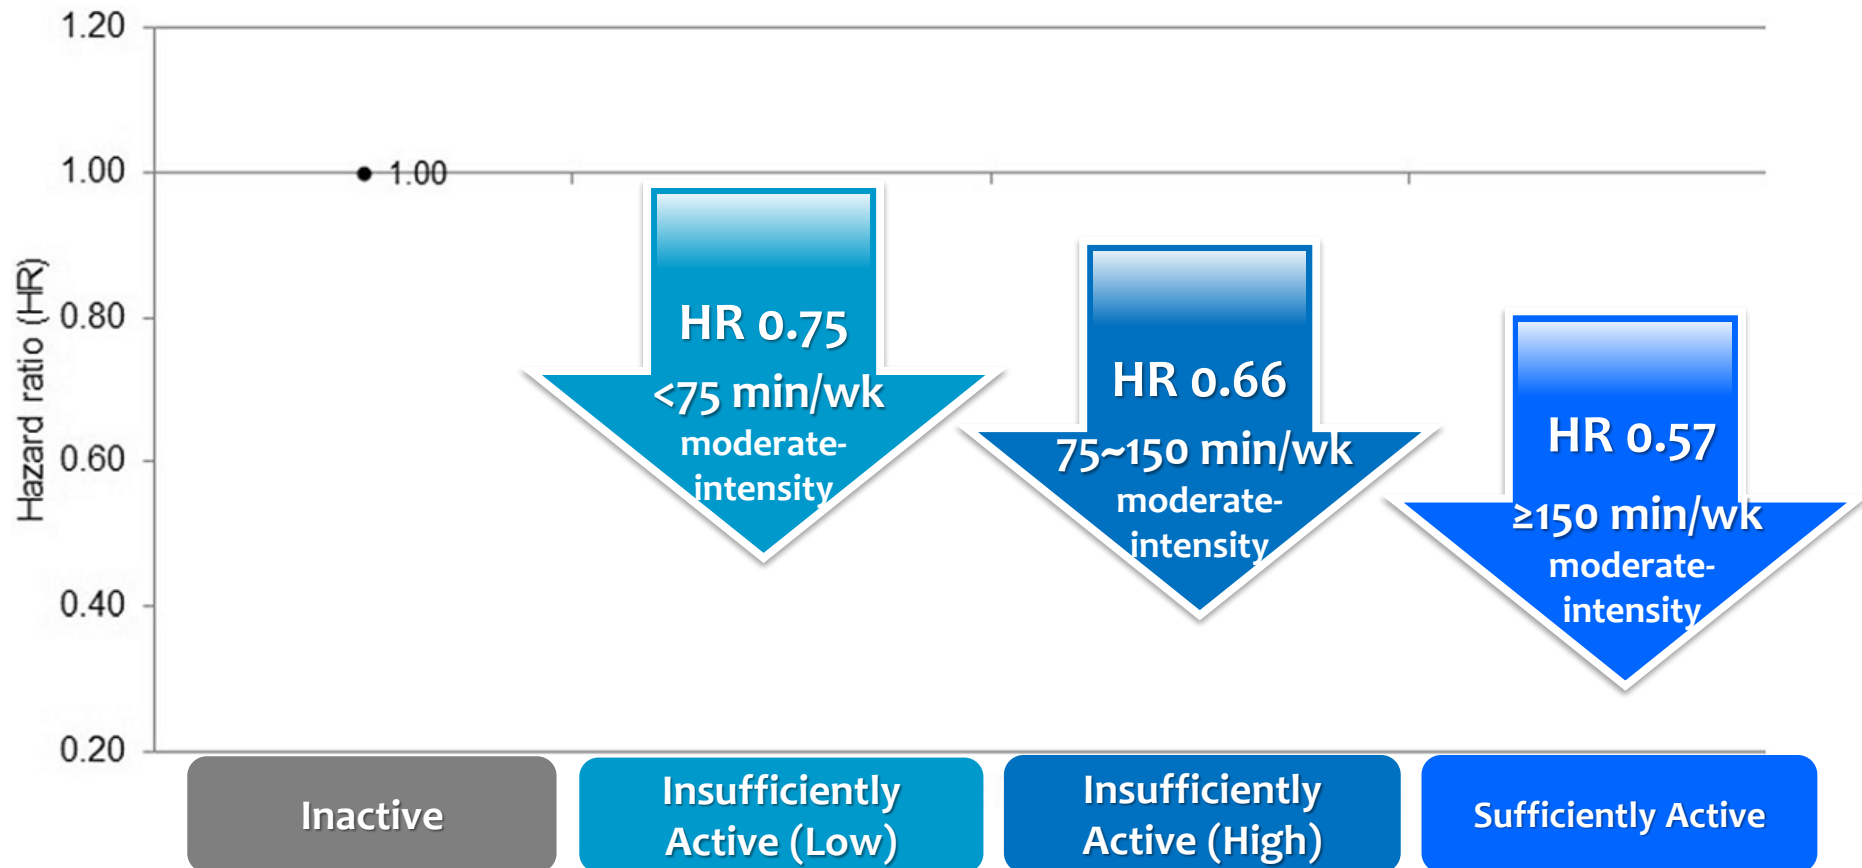 1.20
1.00
0.80
0.60
0.40
0.20
Hazard ratio (HR)
1.00
HR 0.75
<75 min/wk
moderate-
intensity
HR 0.66
75~150 min/wk
moderate-
intensity
HR 0.57
≥150 min/wk
moderate-
intensity
Inactive
Insufficiently
Active (Low)
Insufficiently
Active (High)
Sufficiently Active